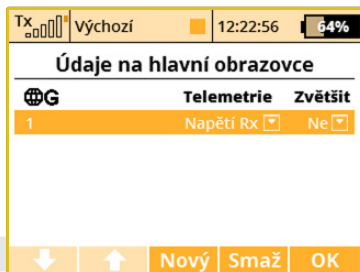 Tx Výchozí 12:22:56 64%
Údaje na hlavní obrazovce
G Telemetrie Zvětšit
1 Napětí Rx Ne
Nový Smaž OK